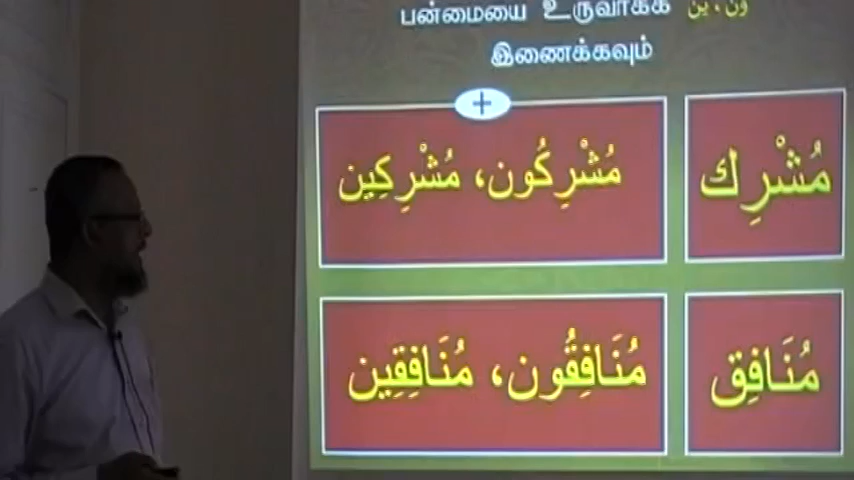 பன்மையை உருவாக்க ون ، ين
இணைக்கவும்
+
مُشْرِك
مُشْرِكُون، مُشْرِكِين
مُنَافِق
مُنَافِقُون، مُنَافِقِين